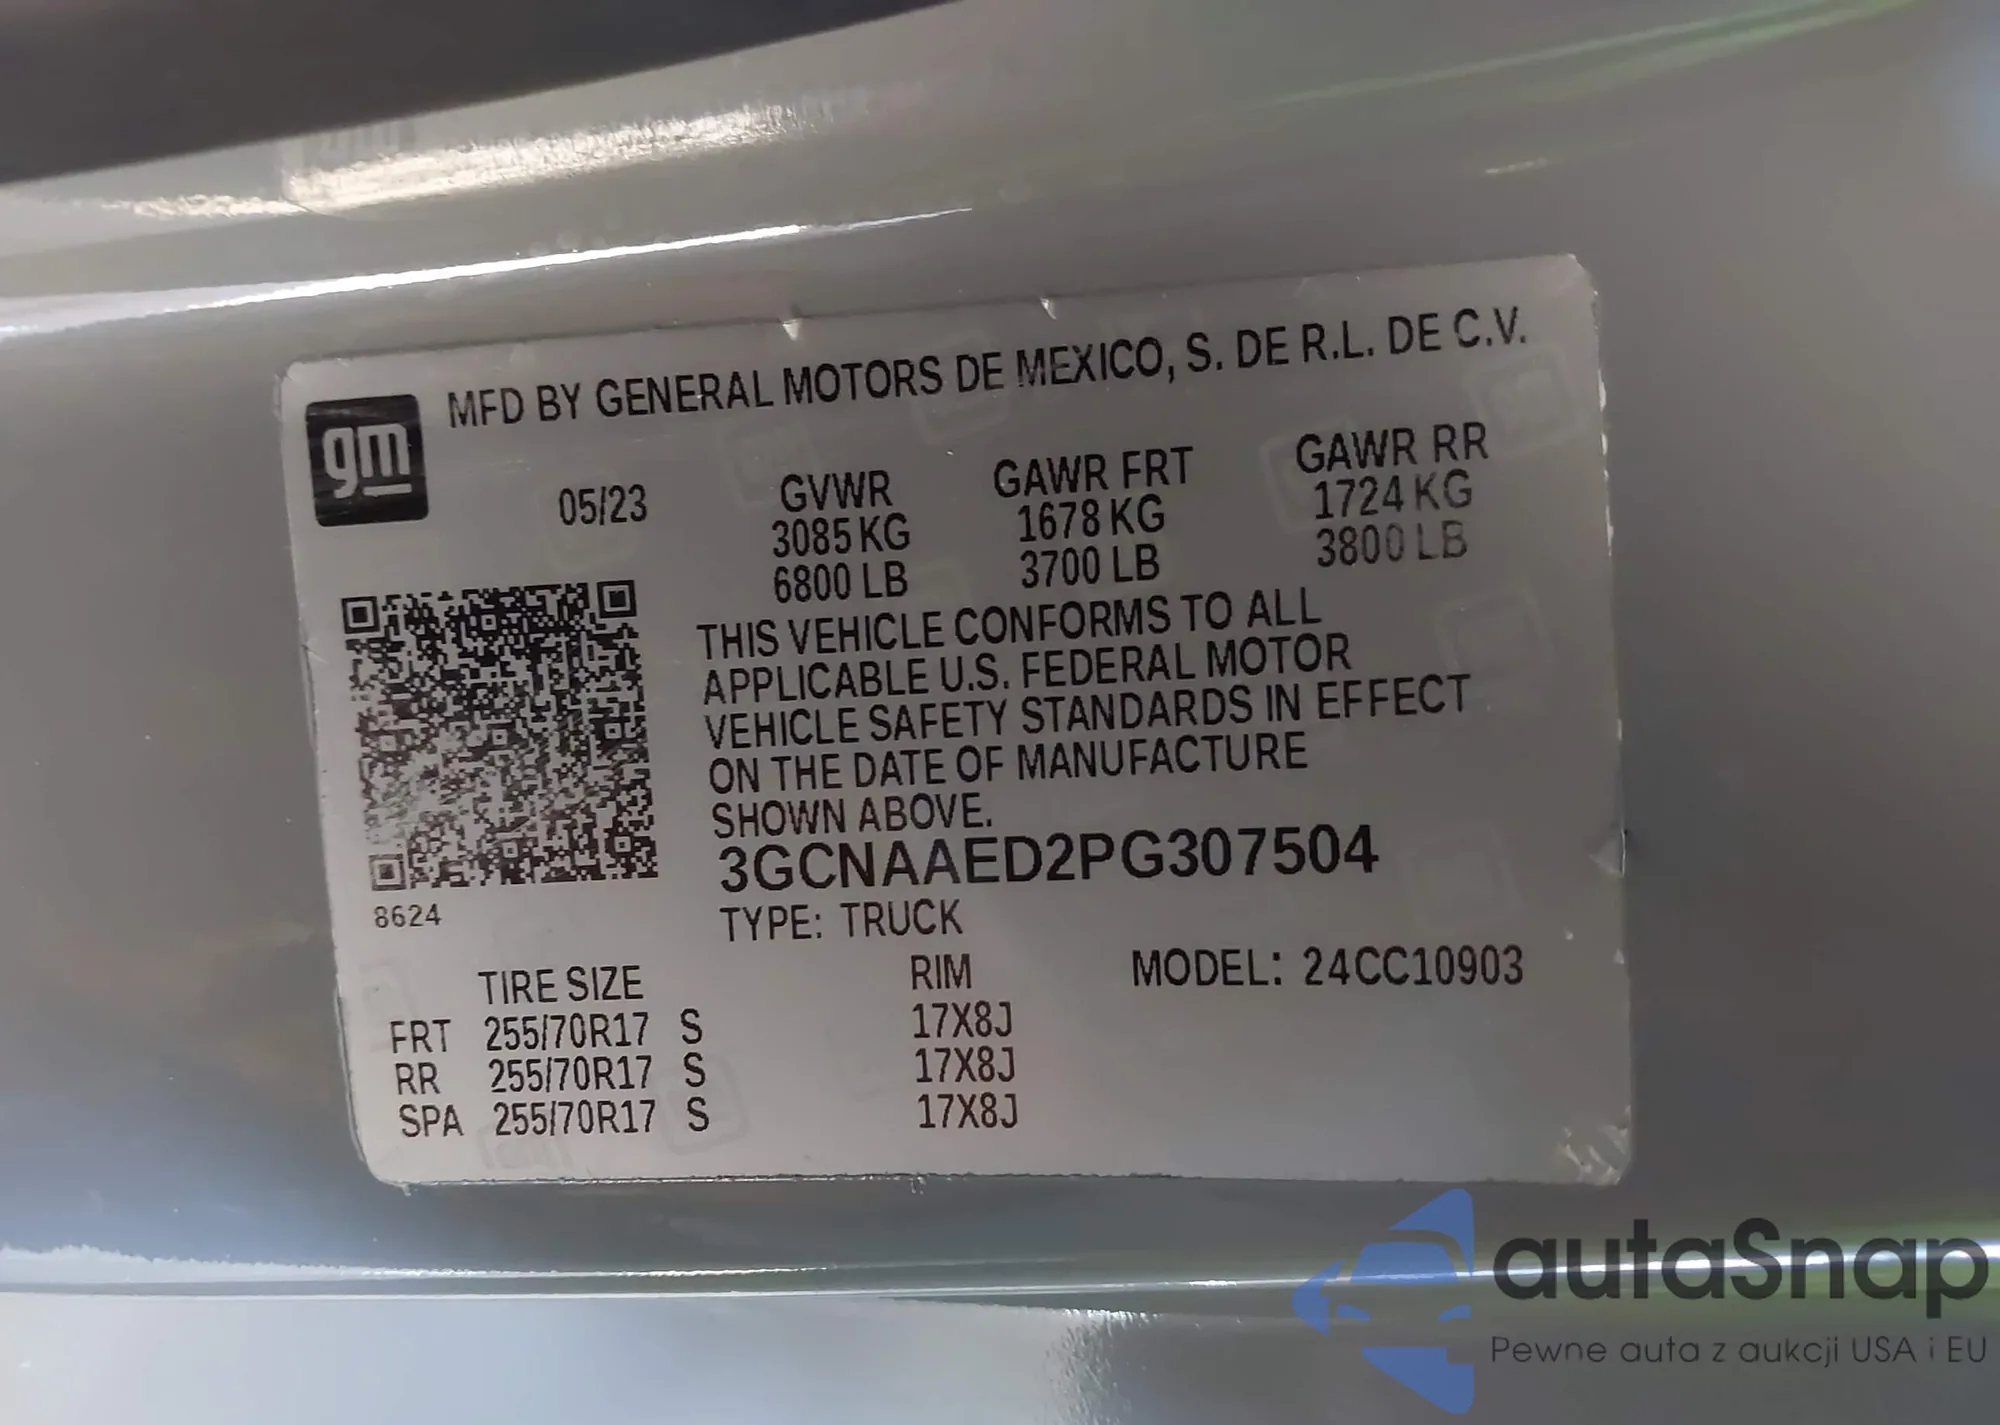 MFD BY GENERAL MOTORS DE MEXICO, S. DE R.L. DE C.V.
gm
05/23
GVWR GAWR FRT GAWR RR
3085 KG 1678 KG 1724 KG
6800 LB 3700 LB 3800 LB
THIS VEHICLE CONFORMS TO ALL
APPLICABLE U.S. FEDERAL MOTOR
VEHICLE SAFETY STANDARDS IN EFFECT
ON THE DATE OF MANUFACTURE
SHOWN ABOVE.
3GCNAAED2PG307504
8624
TYPE: TRUCK
TIRE SIZE RIM MODEL: 24CC10903
FRT 255/70R17 S 17X8J
RR 255/70R17 S 17X8J
SPA 255/70R17 S 17X8J
autaSnap
Pewne auta z aukcji USA i EU